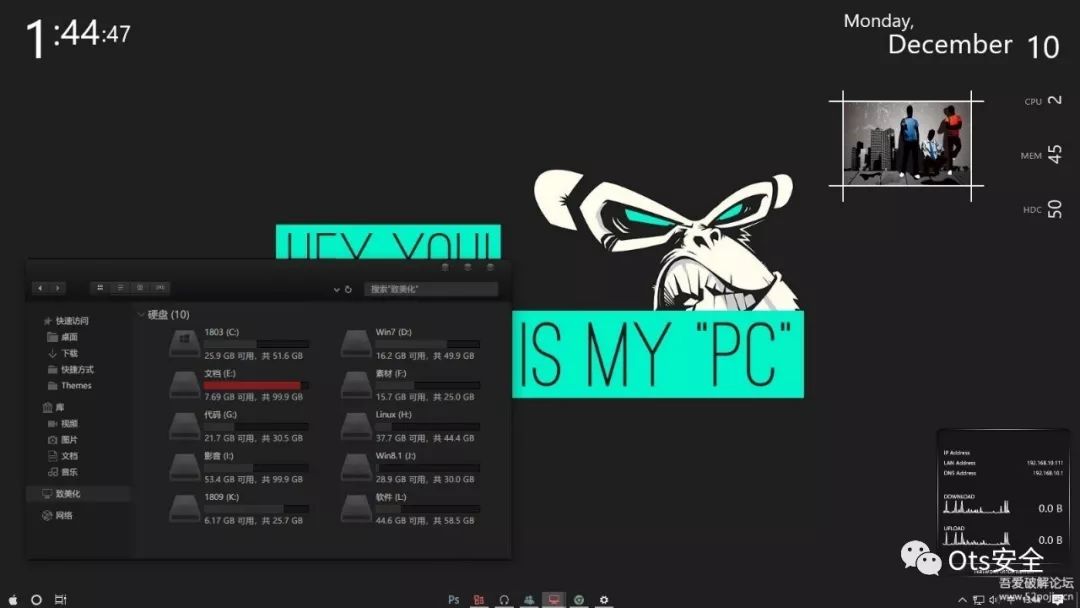 1:44:47
Monday,
December 10
CPU 2
MEM 45
HDC 50
HEY YOU!
IS MY "PC"
搜索"致美化"
快速访问
桌面
下载
快捷方式
Themes
库
视频
图片
文档
音乐
致美化
网络
硬盘 (10)
1803 (C:)
25.9 GB 可用，共 51.6 GB
Win7 (D:)
16.2 GB 可用，共 49.9 GB
文档 (E:)
7.69 GB 可用，共 99.9 GB
素材 (F:)
15.7 GB 可用，共 25.0 GB
代码 (G:)
21.7 GB 可用，共 30.5 GB
Linux (H:)
37.7 GB 可用，共 44.4 GB
影音 (I:)
53.4 GB 可用，共 99.9 GB
Win8.1 (J:)
28.9 GB 可用，共 30.0 GB
1809 (K:)
6.17 GB 可用，共 25.7 GB
软件 (L:)
44.6 GB 可用，共 58.5 GB
IP Address
LAN Address 192.168.10.111
DNS Address 192.168.10.1
DOWNLOAD
0.0 B
UPLOAD
0.0 B
Ots安全
吾爱破解论坛
www.52pojie.cn
Ps